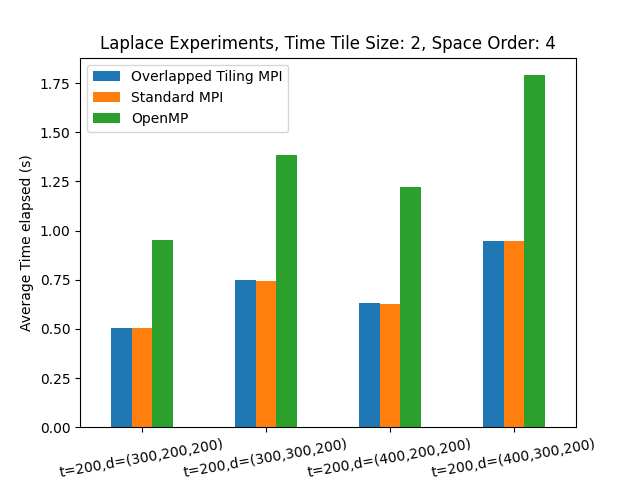 Laplace Experiments, Time Tile Size: 2, Space Order: 4
Overlapped Tiling MPI
Standard MPI
OpenMP
Average Time elapsed (s)
1.75
1.50
1.25
1.00
0.75
0.50
0.25
0.00
t=200,d=(300,200,200)
t=200,d=(300,300,200)
t=200,d=(400,200,200)
t=200,d=(400,300,200)